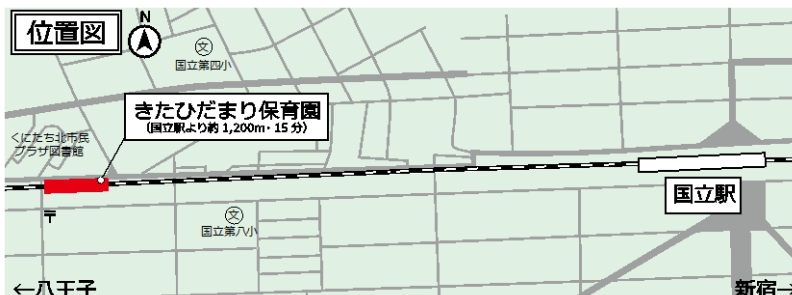 位置図
N
文
国立第四小
きたひだまり保育園
(国立駅より約 1,200m・15 分)
くにたち北市民
プラザ図書館
国立駅
〒
文
国立第八小
←八王子
新宿→